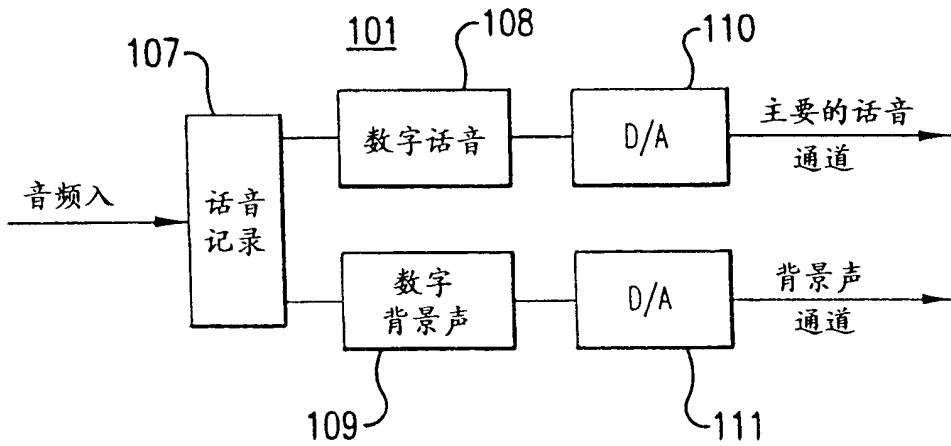 101
107
108
110
音频入
话音
记录
数字话音
D/A
主要的话音
通道
数字
背景声
D/A
背景声
通道
109
111